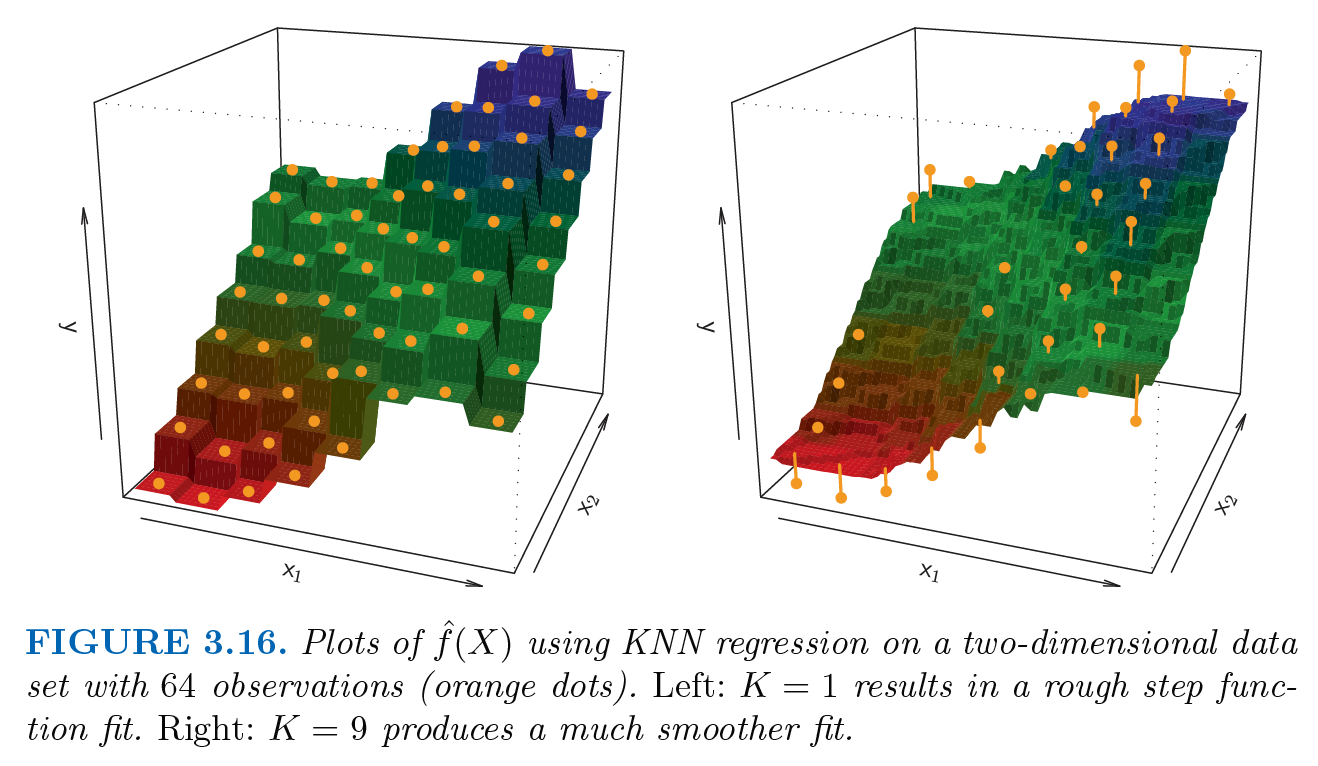 y
x1
x2
y
x1
x2
FIGURE 3.16. Plots of f̂(X) using KNN regression on a two-dimensional data
set with 64 observations (orange dots). Left: K = 1 results in a rough step func-
tion fit. Right: K = 9 produces a much smoother fit.